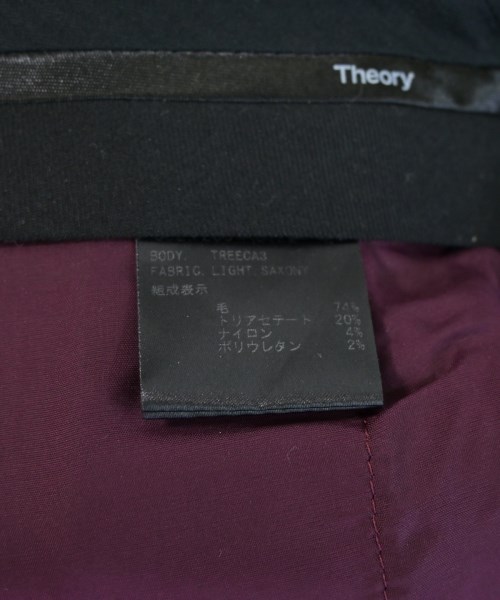 Theory
BODY. TREECA3
FABRIC. LIGHT. SAXONY
組成表示
毛 74%
トリアセテート 20%
ナイロン 4%
ポリウレタン 2%